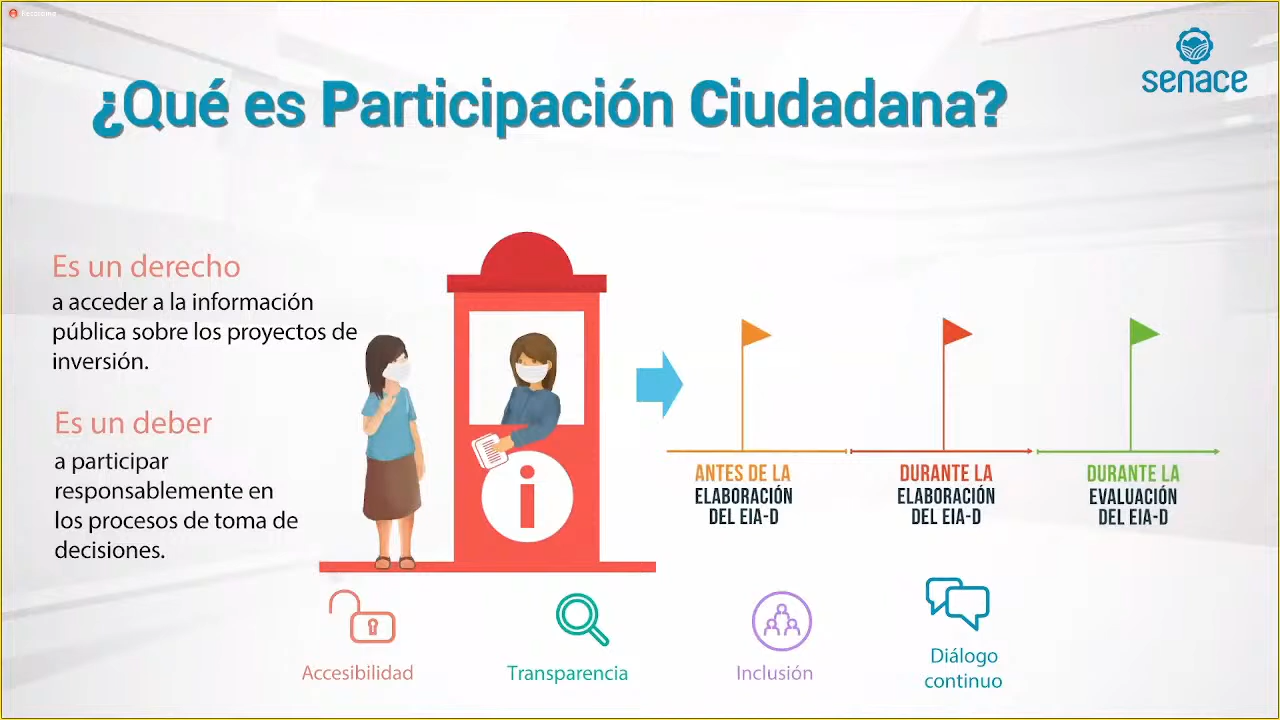 Recording
senace
¿Qué es Participación Ciudadana?
Es un derecho
a acceder a la información
pública sobre los proyectos de
inversión.
Es un deber
a participar
responsablemente en
los procesos de toma de
decisiones.
i
ANTES DE LA
ELABORACIÓN
DEL EIA-D
DURANTE LA
ELABORACIÓN
DEL EIA-D
DURANTE LA
EVALUACIÓN
DEL EIA-D
Accesibilidad
Transparencia
Inclusión
Diálogo
continuo